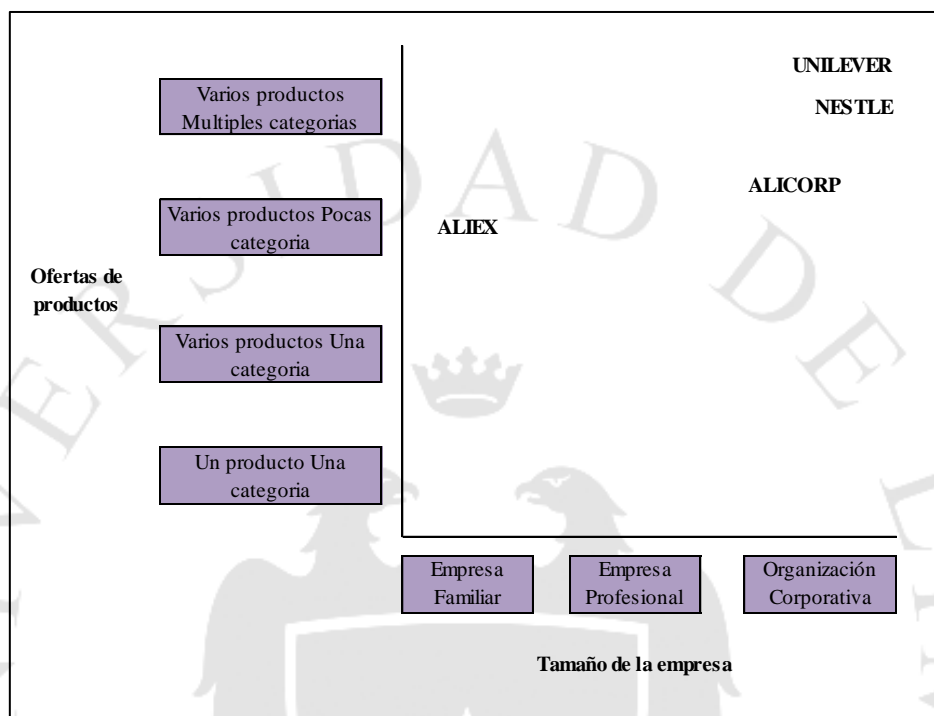 UNILEVER
Varios productos
Multiples categorias
NESTLE
ALICORP
Varios productos Pocas
categoria
ALIEX
Ofertas de
productos
Varios productos Una
categoria
Un producto Una
categoria
Empresa
Familiar
Empresa
Profesional
Organización
Corporativa
Tamaño de la empresa